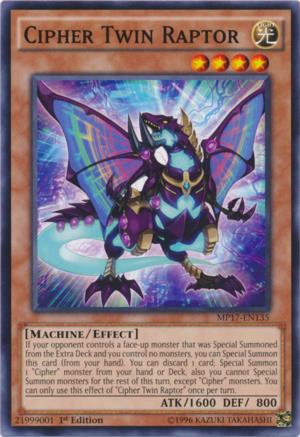 CIPHER TWIN RAPTOR
LIGHT
光
MP17-EN135
[MACHINE/EFFECT]
If your opponent controls a face-up monster that was Special Summoned
from the Extra Deck and you control no monsters, you can Special Summon
this card (from your hand). You can discard 1 card; Special Summon
1 "Cipher" monster from your hand or Deck, also you cannot Special
Summon monsters for the rest of this turn, except "Cipher" monsters. You
can only use this effect of "Cipher Twin Raptor" once per turn.
ATK/1600 DEF/ 800
21999001 1st Edition ©1996 KAZUKI TAKAHASHI